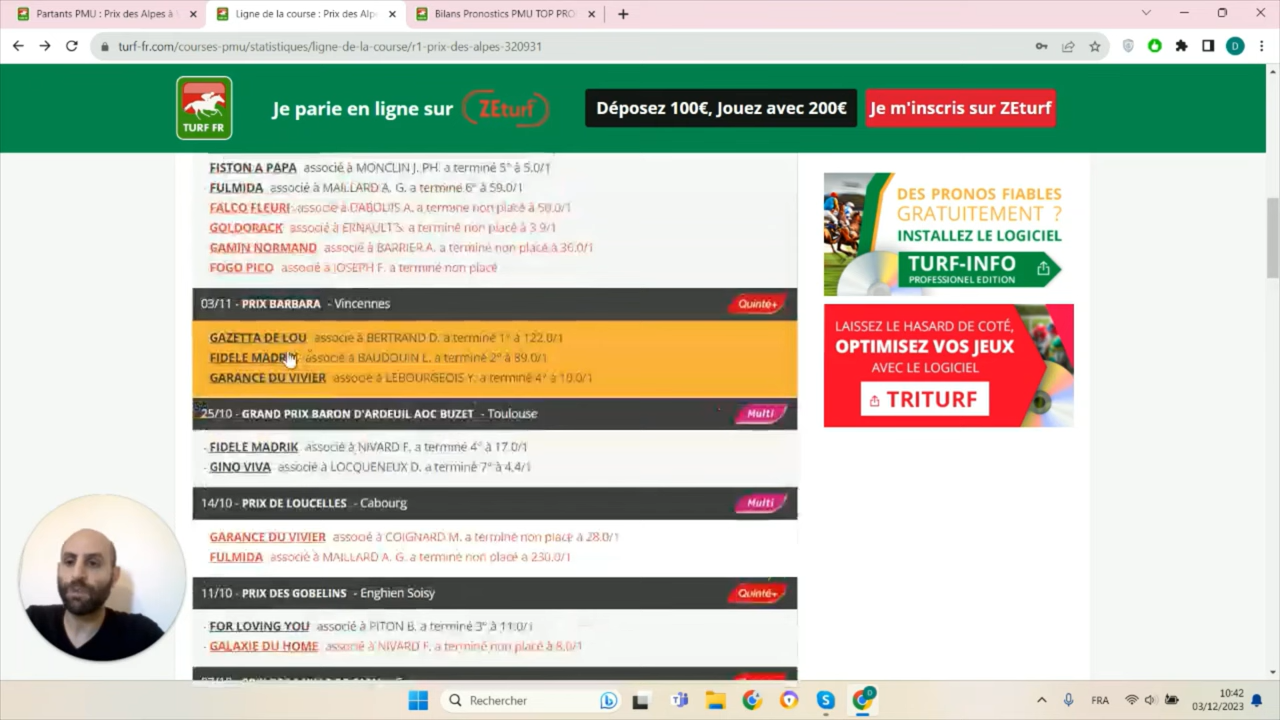 Partants PMU : Prix des Alpes à
Ligne de la course : Prix des Alpe
Bilans Pronostics PMU TOP PRO
turf-fr.com/courses-pmu/statistiques/ligne-de-la-course/r1-prix-des-alpes-320931
D
TURF FR
Je parie en ligne sur ZEturf
Déposez 100€, Jouez avec 200€
Je m'inscris sur ZEturf
FISTON A PAPA associé à MONCLIN J. PH. a terminé 5° à 5.0/1
- FULMIDA associé à MAILLARD A. G. a terminé 6° à 59.0/1
- FALCO FLEURI associé à DABOUIS A. a terminé non placé à 50.0/1
GOLDORACK associé à ERNAULT S. a terminé non placé à 3.9/1
- GAMIN NORMAND associé à BARRIER A. a terminé non placé à 36.0/1
FOGO PICO associé à JOSEPH F. a terminé non placé
03/11 - PRIX BARBARA - Vincennes Quinté+
GAZETTA DE LOU associé à BERTRAND D. a terminé 1° à 122.0/1
FIDELE MADRIK associé à BAUDOUIN L. a terminé 2° à 89.0/1
GARANCE DU VIVIER associé à LEBOURGEOIS Y. a terminé 4° à 10.0/1
25/10 - GRAND PRIX BARON D'ARDEUIL AOC BUZET - Toulouse Multi
- FIDELE MADRIK associé à NIVARD F. a terminé 4° à 17.0/1
- GINO VIVA associé à LOCQUENEUX D. a terminé 7° à 4.4/1
14/10 - PRIX DE LOUCELLES - Cabourg Multi
GARANCE DU VIVIER associé à COIGNARD M. a terminé non placé à 28.0/1
FULMIDA associé à MAILLARD A. G. a terminé non placé à 230.0/1
11/10 - PRIX DES GOBELINS - Enghien Soisy Quinté+
- FOR LOVING YOU associé à PITON B. a terminé 3° à 11.0/1
- GALAXIE DU HOME associé à NIVARD F. a terminé non placé à 8.0/1
DES PRONOS FIABLES
GRATUITEMENT ?
INSTALLEZ LE LOGICIEL
TURF-INFO
PROFESSIONEL EDITION
LAISSEZ LE HASARD DE COTÉ,
OPTIMISEZ VOS JEUX
AVEC LE LOGICIEL
TRITURF
Rechercher
FRA
10:42
03/12/2023